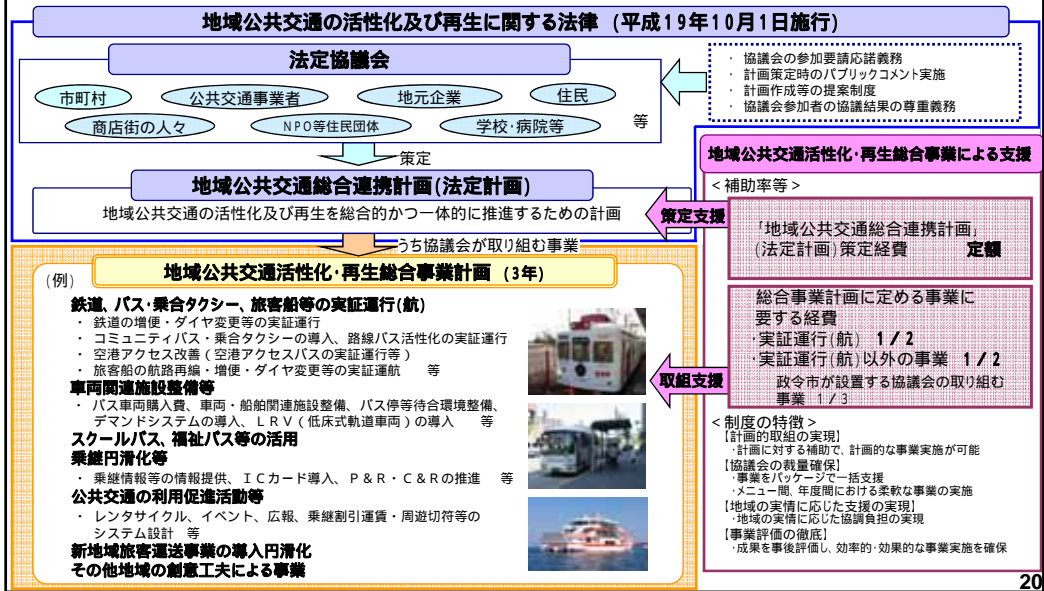 地域公共交通の活性化及び再生に関する法律 (平成19年10月1日施行)
法定協議会
市町村
公共交通事業者
地元企業
住民
商店街の人々
NPO等住民団体
学校・病院等
等
・ 協議会の参加要請応諾義務
・ 計画策定時のパブリックコメント実施
・ 計画作成等の提案制度
・ 協議会参加者の協議結果の尊重義務
策定
地域公共交通総合連携計画(法定計画)
地域公共交通の活性化及び再生を総合的かつ一体的に推進するための計画
うち協議会が取り組む事業
(例)
地域公共交通活性化・再生総合事業計画 (3年)
鉄道、バス・乗合タクシー、旅客船等の実証運行(航)
・ 鉄道の増便・ダイヤ変更等の実証運行
・ コミュニティバス・乗合タクシーの導入、路線バス活性化の実証運行
・ 空港アクセス改善(空港アクセスバスの実証運行等)
・ 旅客船の航路再編・増便・ダイヤ変更等の実証運航 等
車両関連施設整備等
・ バス車両購入費、車両・船舶関連施設整備、バス停等待合環境整備、
デマンドシステムの導入、LRV(低床式軌道車両)の導入 等
スクールバス、福祉バス等の活用
乗継円滑化等
・ 乗継情報等の情報提供、ICカード導入、P&R・C&Rの推進 等
公共交通の利用促進活動等
・ レンタサイクル、イベント、広報、乗継割引運賃・周遊切符等の
システム設計 等
新地域旅客運送事業の導入円滑化
その他地域の創意工夫による事業
地域公共交通活性化・再生総合事業による支援
<補助率等>
策定支援
「地域公共交通総合連携計画」
(法定計画)策定経費 定額
取組支援
総合事業計画に定める事業に
要する経費
・実証運行(航) 1/2
・実証運行(航)以外の事業 1/2
政令市が設置する協議会の取り組む
事業 1/3
<制度の特徴>
【計画的取組の実現】
・計画に対する補助で、計画的な事業実施が可能
【協議会の裁量確保】
・事業をパッケージで一括支援
・メニュー間、年度間における柔軟な事業の実施
【地域の実情に応じた支援の実現】
・地域の実情に応じた協調負担の実現
【事業評価の徹底】
・成果を事後評価し、効率的・効果的な事業実施を確保
20